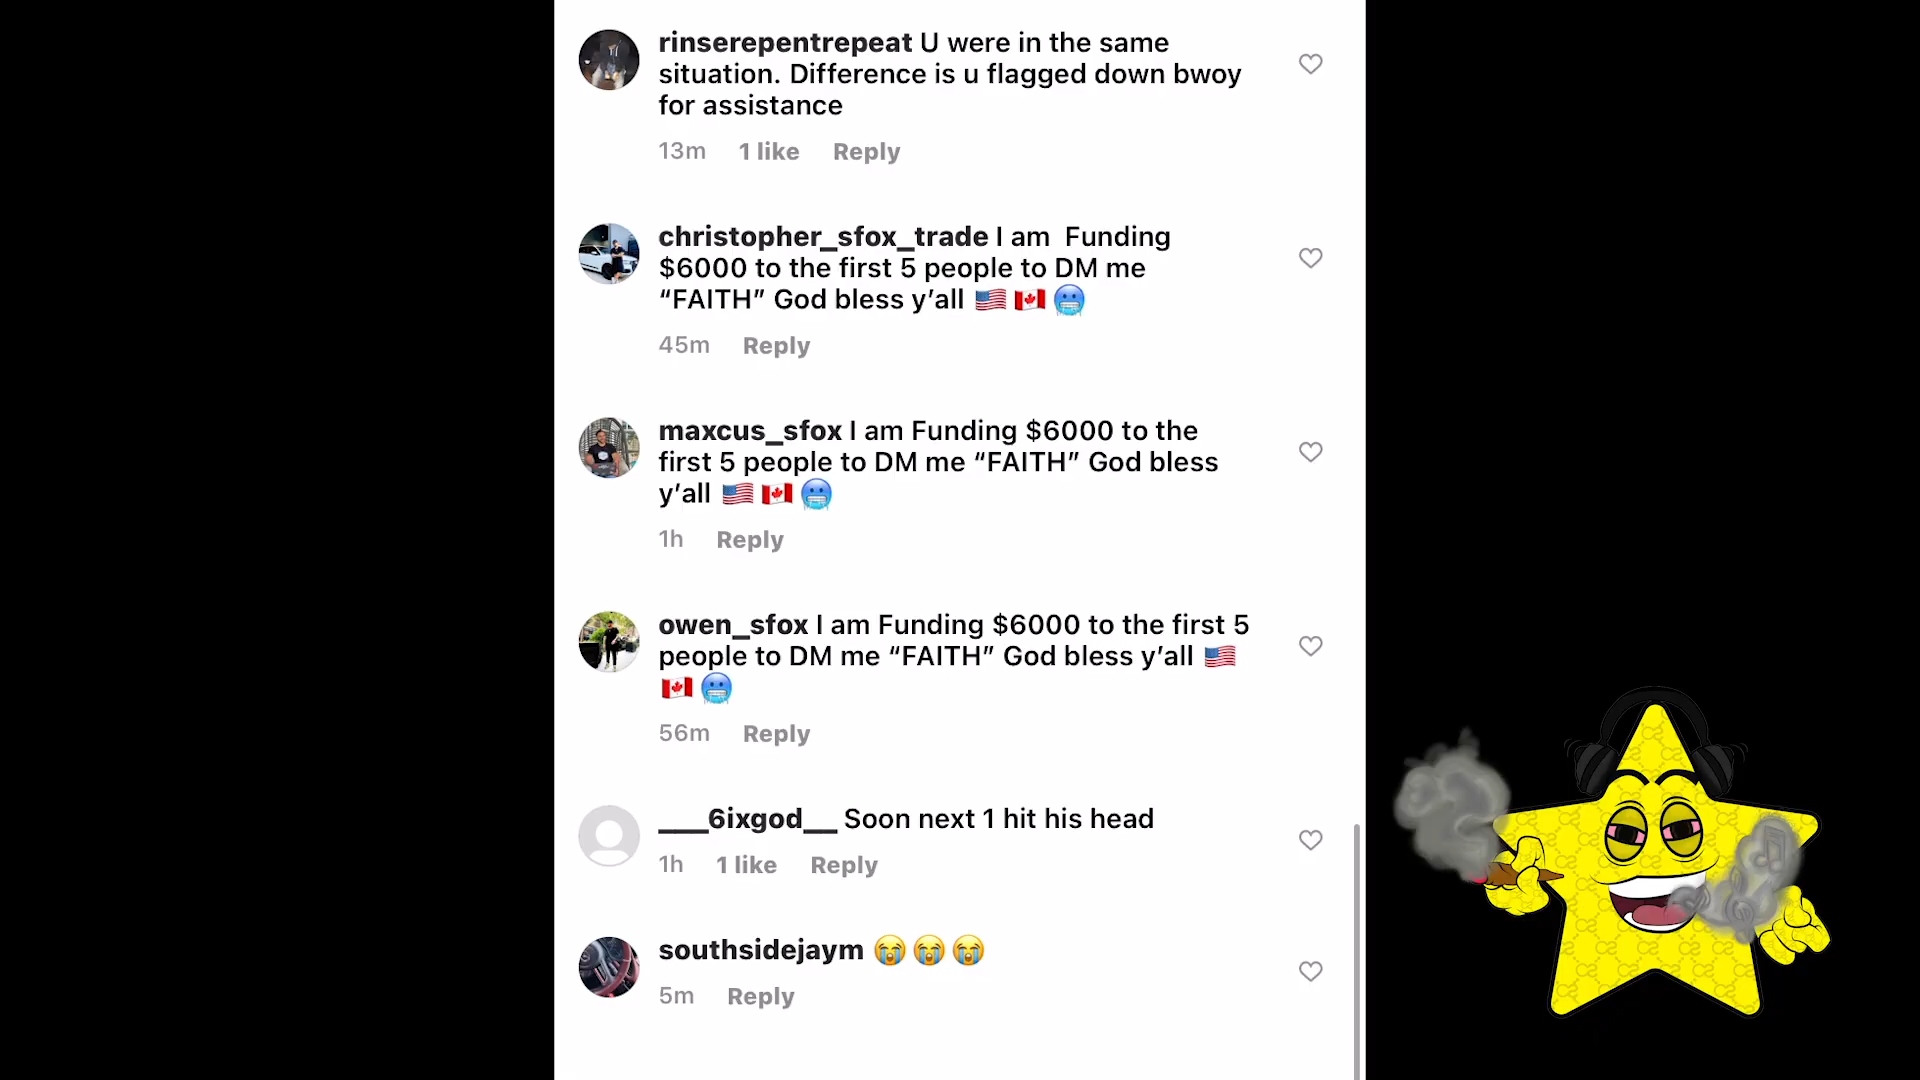 rinserepentrepeat U were in the same
situation. Difference is u flagged down bwoy
for assistance
13m 1 like Reply
christopher_sfox_trade I am Funding
$6000 to the first 5 people to DM me
“FAITH” God bless y’all 🇺🇸 🇨🇦 🥶
45m Reply
maxcus_sfox I am Funding $6000 to the
first 5 people to DM me “FAITH” God bless
y’all 🇺🇸 🇨🇦 🥶
1h Reply
owen_sfox I am Funding $6000 to the first 5
people to DM me “FAITH” God bless y’all 🇺🇸
🇨🇦 🥶
56m Reply
___6ixgod__ Soon next 1 hit his head
1h 1 like Reply
southsidejaym 😭 😭 😭
5m Reply